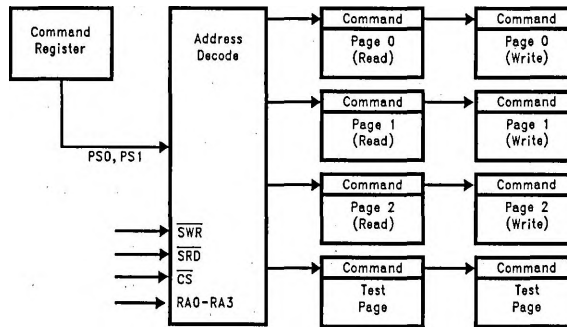 Command
Register
PS0, PS1
Address
Decode
SWR
SRD
CS
RA0-RA3
Command
Page 0
(Read)
Command
Page 0
(Write)
Command
Page 1
(Read)
Command
Page 1
(Write)
Command
Page 2
(Read)
Command
Page 2
(Write)
Command
Test
Page
Command
Test
Page